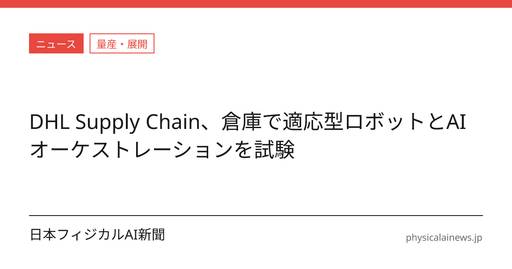 ニュース
量産・展開
DHL Supply Chain、倉庫で適応型ロボットとAI
オーケストレーションを試験
日本フィジカルAI新聞
physicalainews.jp